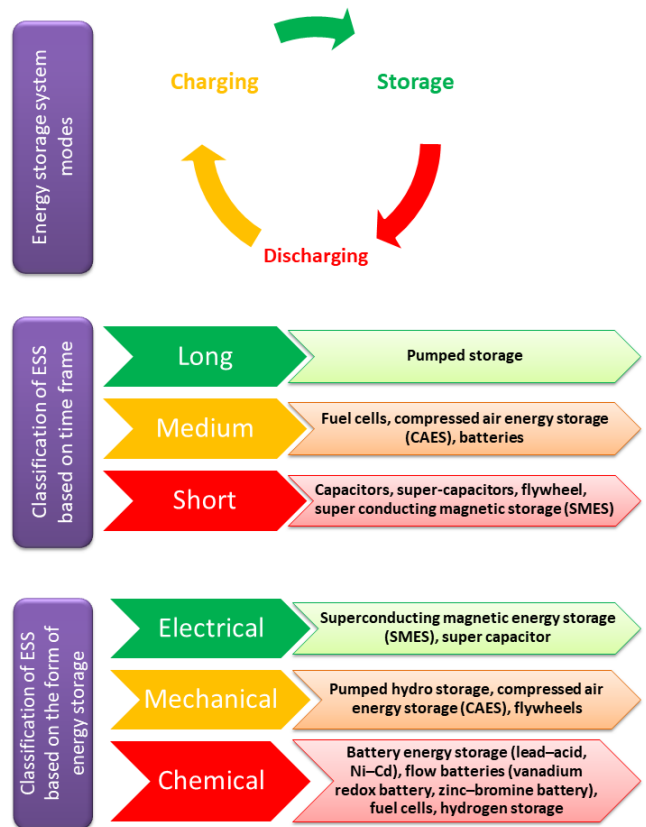 Energy storage system
modes
Charging
Storage
Discharging
Classification of ESS
based on time frame
Long
Pumped storage
Medium
Fuel cells, compressed air energy storage
(CAES), batteries
Short
Capacitors, super-capacitors, flywheel,
super conducting magnetic storage (SMES)
Classification of ESS
based on the form of
energy storage
Electrical
Superconducting magnetic energy storage
(SMES), super capacitor
Mechanical
Pumped hydro storage, compressed air
energy storage (CAES), flywheels
Chemical
Battery energy storage (lead–acid,
Ni–Cd), flow batteries (vanadium
redox battery, zinc–bromine battery),
fuel cells, hydrogen storage